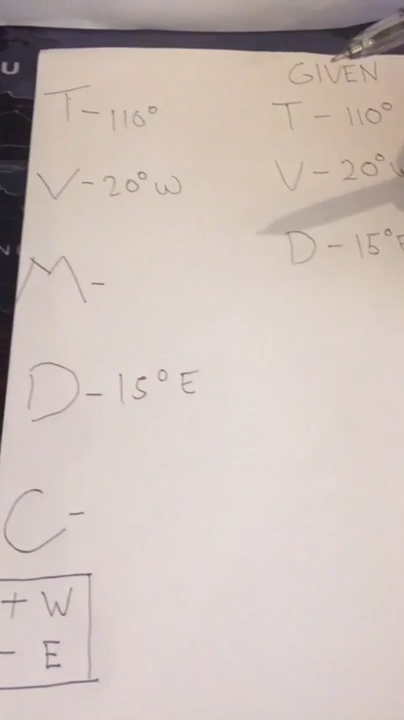 U
GIVEN
T - 110°
T - 110°
V - 20° W
V - 20° W
D - 15° E
M -
D - 15° E
C -
+ W
- E